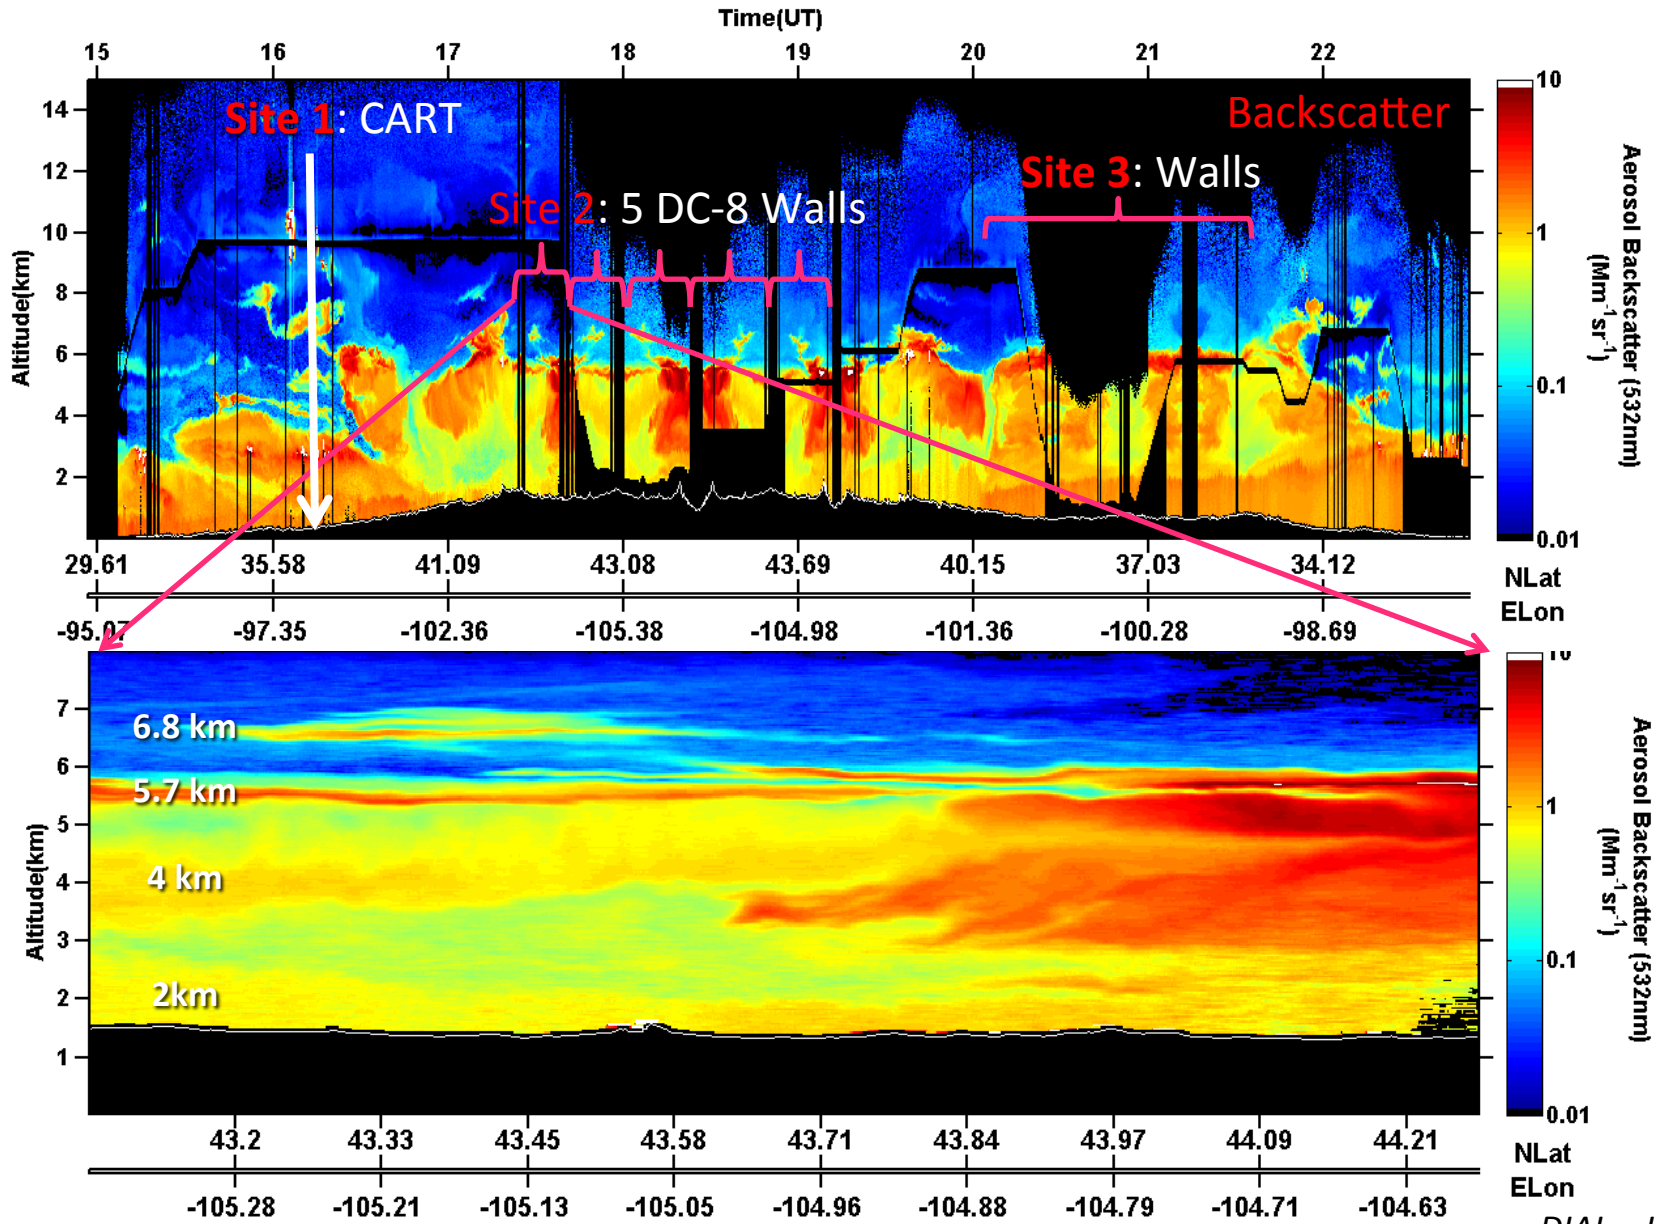 Time(UT)
15 16 17 18 19 20 21 22
Site 1: CART
Backscatter
Site 2: 5 DC-8 Walls
Site 3: Walls
Altitude(km)
14
12
10
8
6
4
2
10
1
0.1
0.01
Aerosol Backscatter (532nm)
(Mm⁻¹sr⁻¹)
29.61 35.58 41.09 43.08 43.69 40.15 37.03 34.12
NLat
ELon
-95.07 -97.35 -102.36 -105.38 -104.98 -101.36 -100.28 -98.69
Altitude(km)
7
6
5
4
3
2
1
6.8 km
5.7 km
4 km
2km
10
1
0.1
0.01
Aerosol Backscatter (532nm)
(Mm⁻¹sr⁻¹)
43.2 43.33 43.45 43.58 43.71 43.84 43.97 44.09 44.21
NLat
ELon
-105.28 -105.21 -105.13 -105.05 -104.96 -104.88 -104.79 -104.71 -104.63